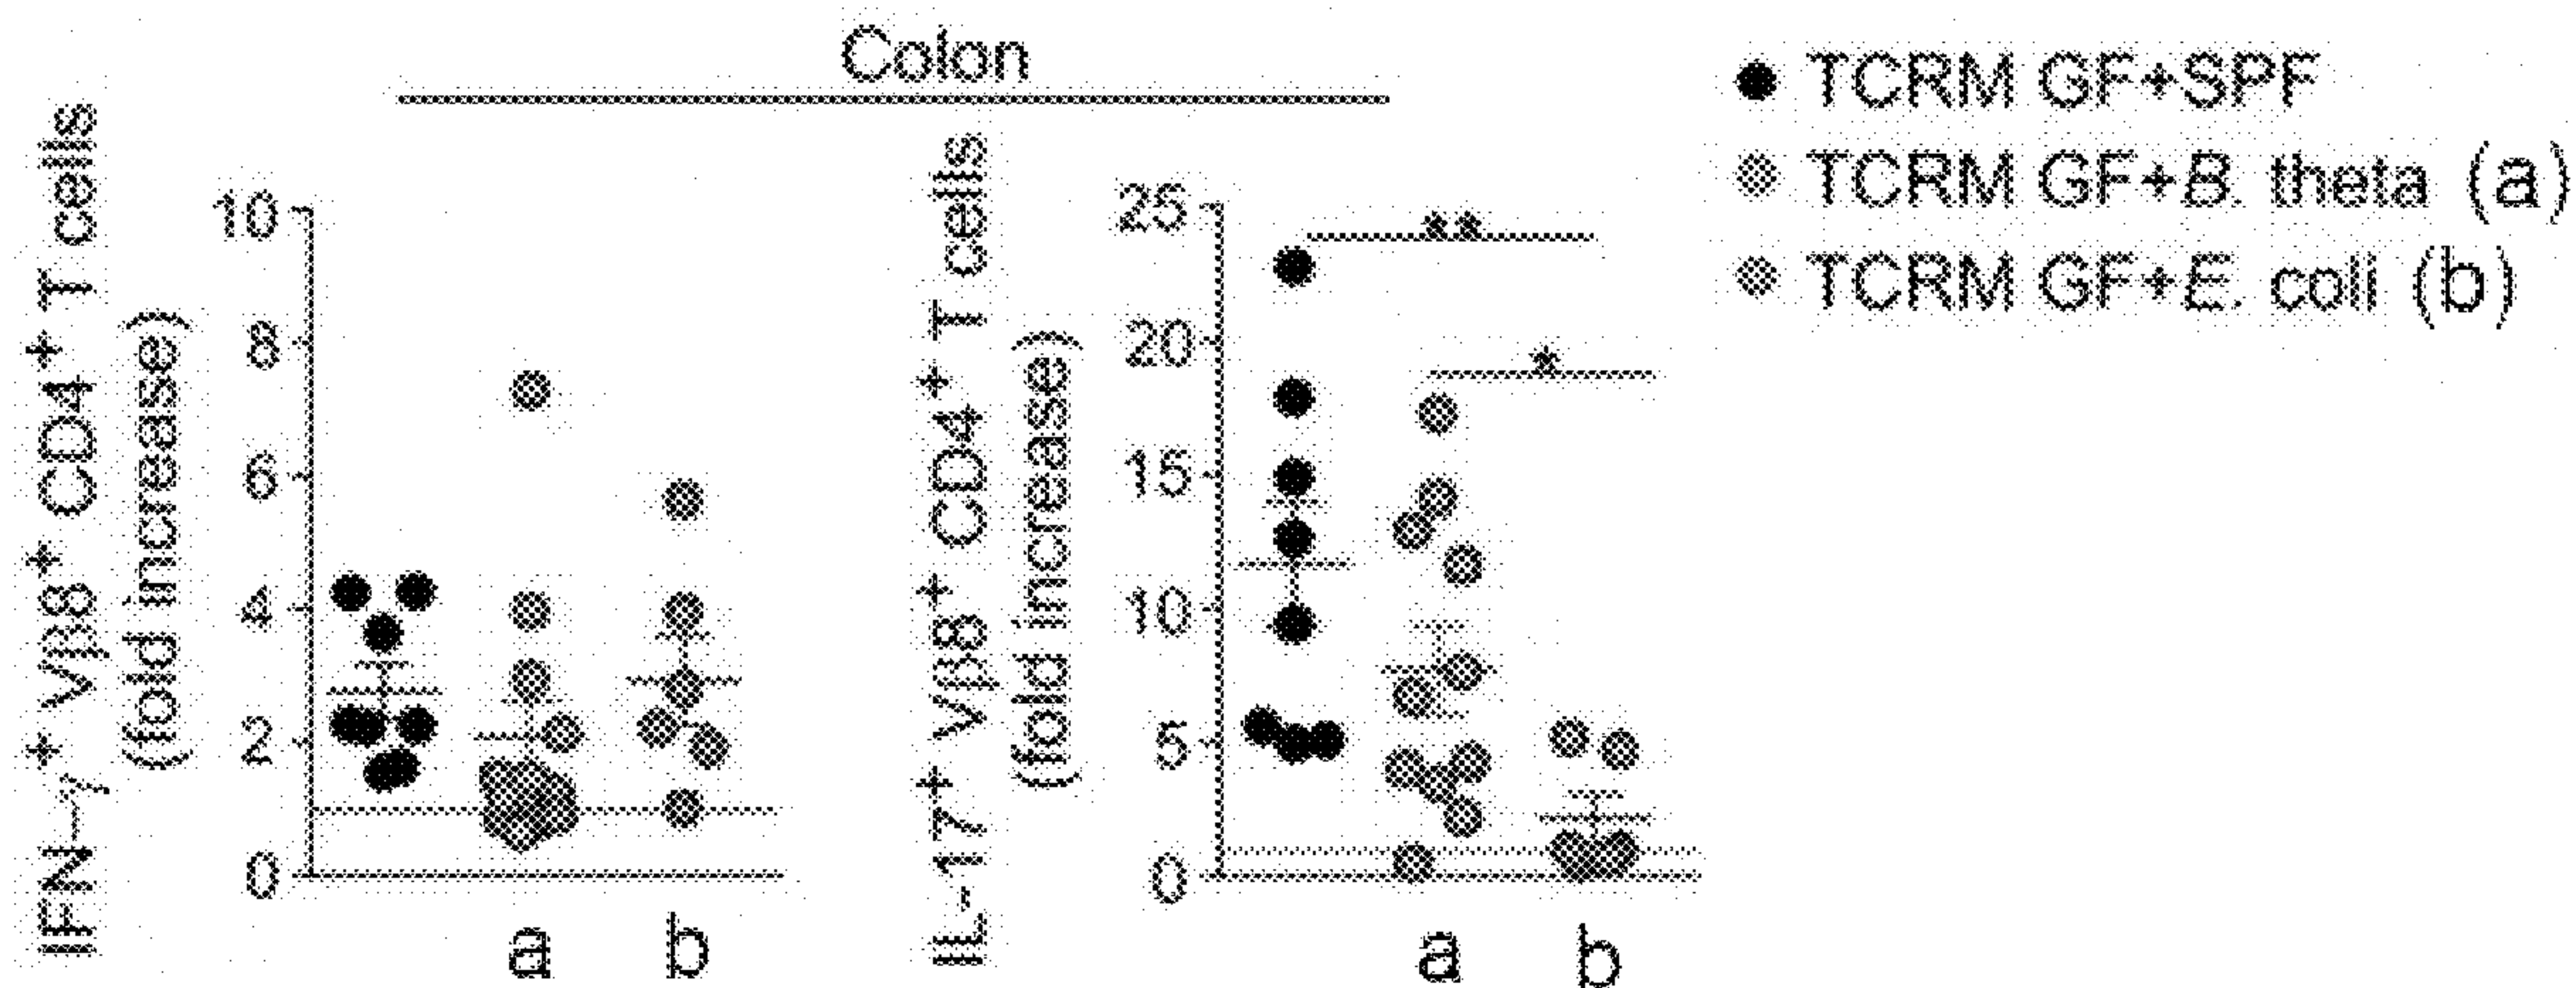 Colon
IFN-γ⁺ Vβ8⁺ CD4⁺ T cells
(fold increase)
10
8
6
4
2
0
a b
IL-17⁺ Vβ8⁺ CD4⁺ T cells
(fold increase)
25
20
15
10
5
0
**
*
a b
TCRM GF+SPF
TCRM GF+B. theta (a)
TCRM GF+E. coli (b)